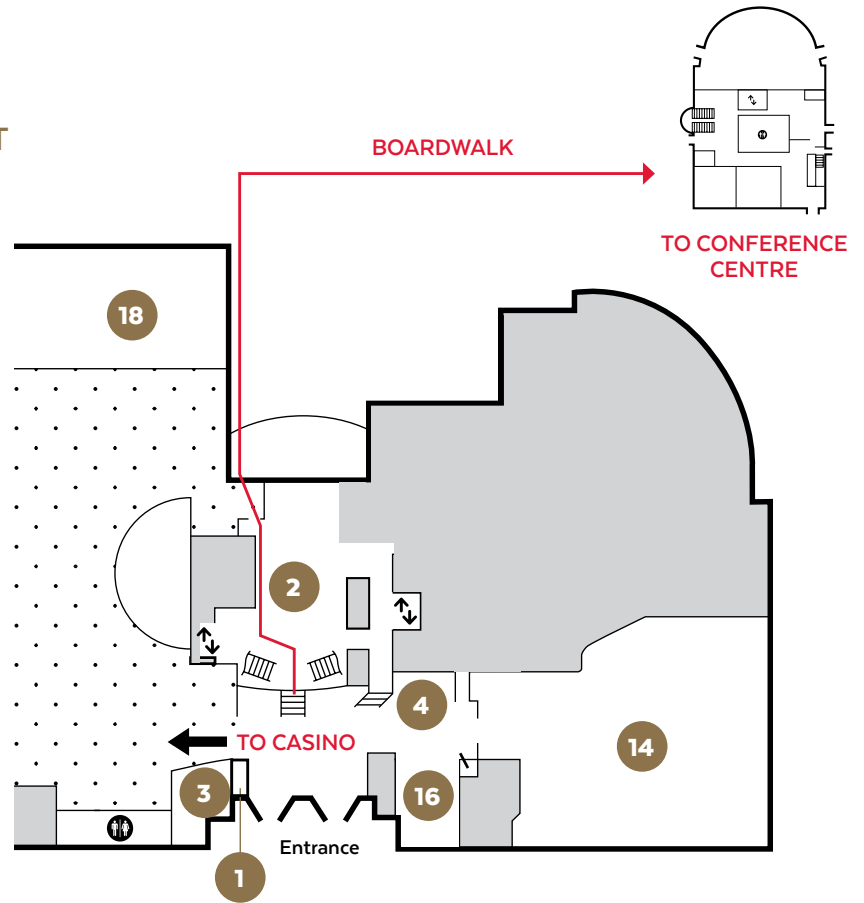 T
BOARDWALK
TO CONFERENCE
CENTRE
18
2
4
14
TO CASINO
3
16
Entrance
1